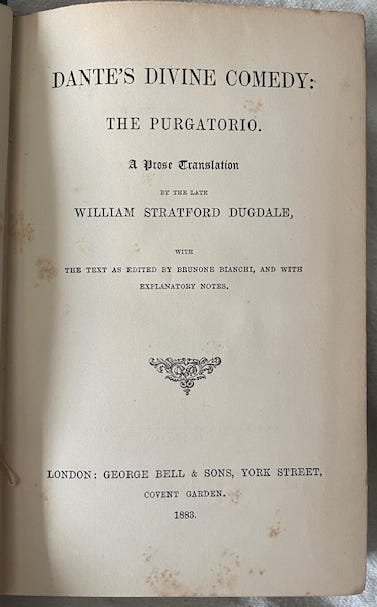 DANTE'S DIVINE COMEDY:
THE PURGATORIO.
A Prose Translation
BY THE LATE
WILLIAM STRATFORD DUGDALE,
WITH
THE TEXT AS EDITED BY BRUNONE BIANCHI, AND WITH
EXPLANATORY NOTES.
LONDON: GEORGE BELL & SONS, YORK STREET,
COVENT GARDEN.
1883.